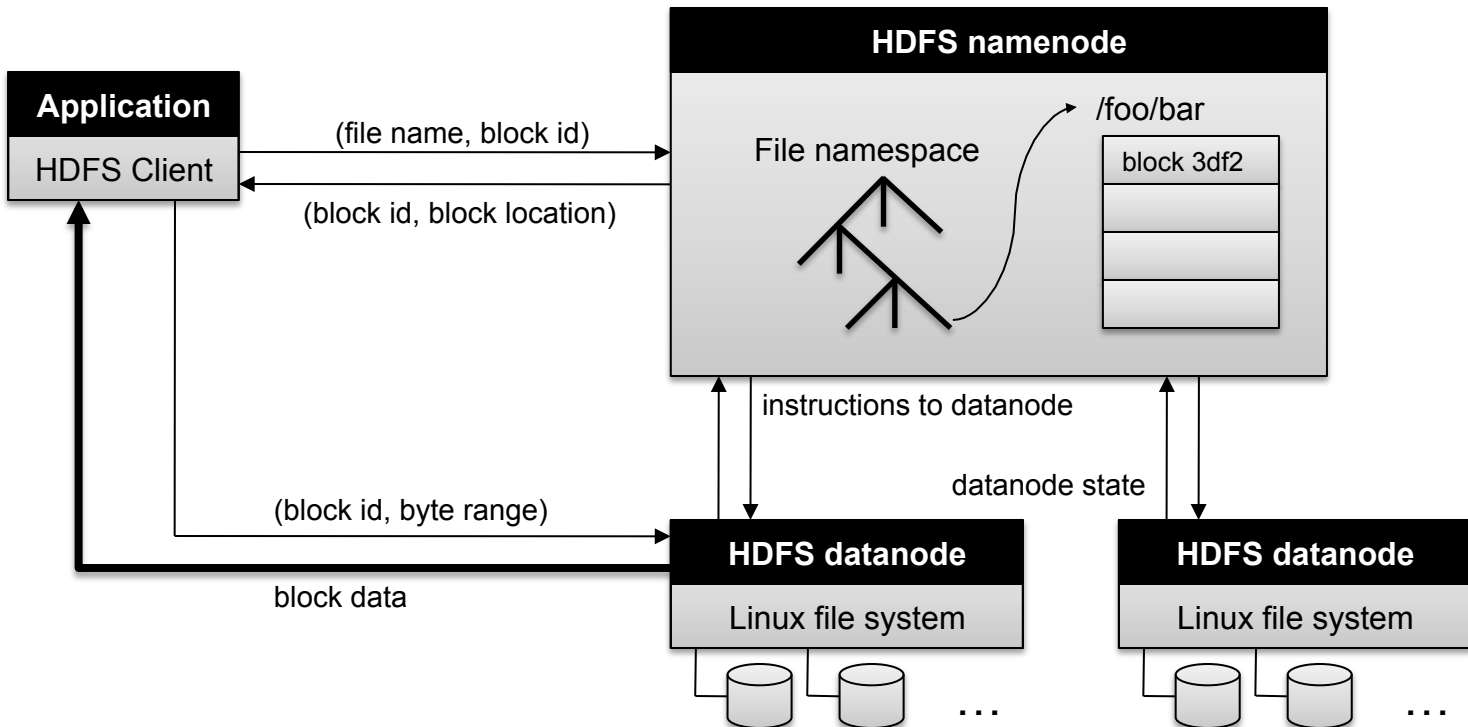 HDFS namenode
Application
HDFS Client
(file name, block id)
(block id, block location)
File namespace
/foo/bar
block 3df2
instructions to datanode
datanode state
(block id, byte range)
block data
HDFS datanode
Linux file system
...
HDFS datanode
Linux file system
...